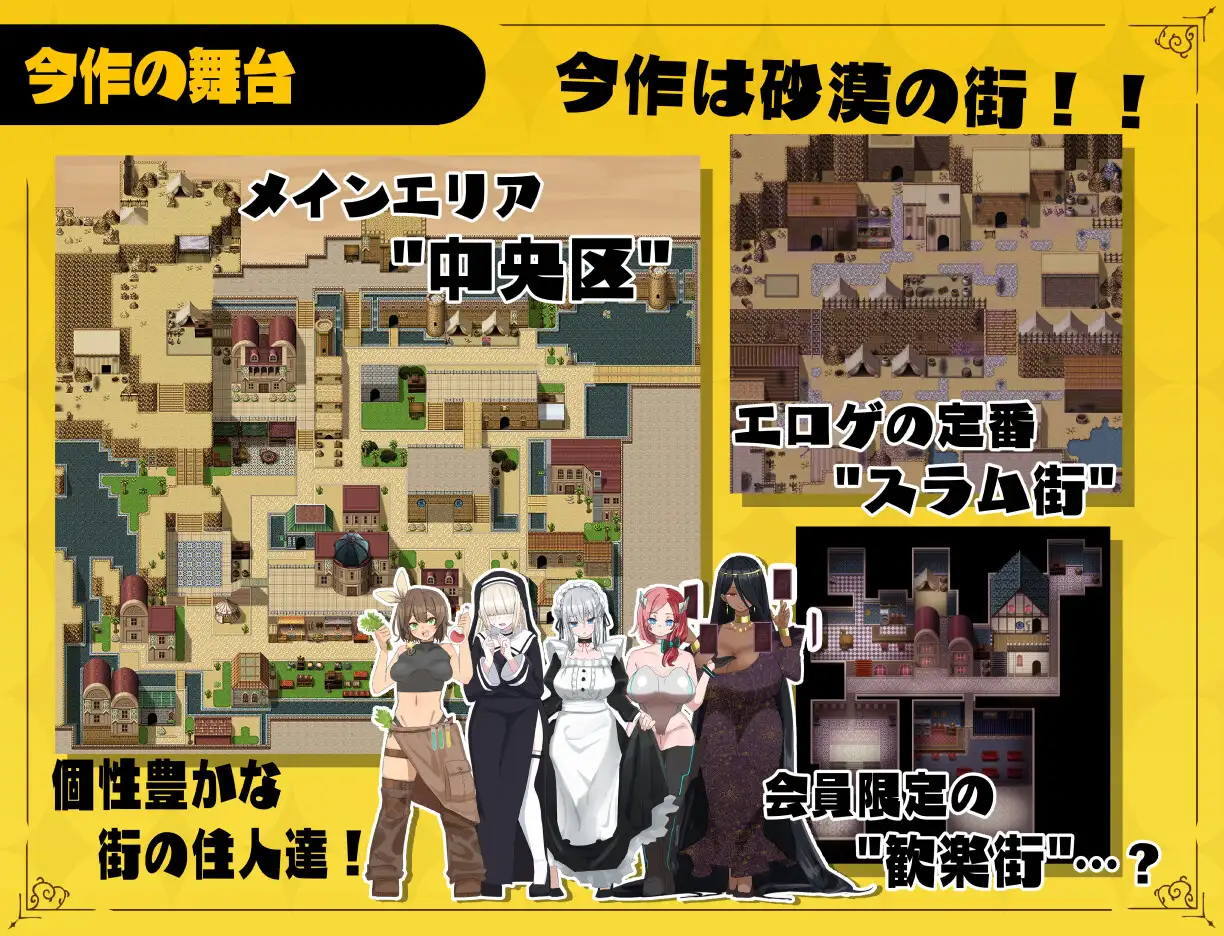 今作の舞台
今作は砂漠の街！！
メインエリア
"中央区"
エロゲの定番
"スラム街"
個性豊かな
街の住人達！
会員限定の
"歓楽街"…？